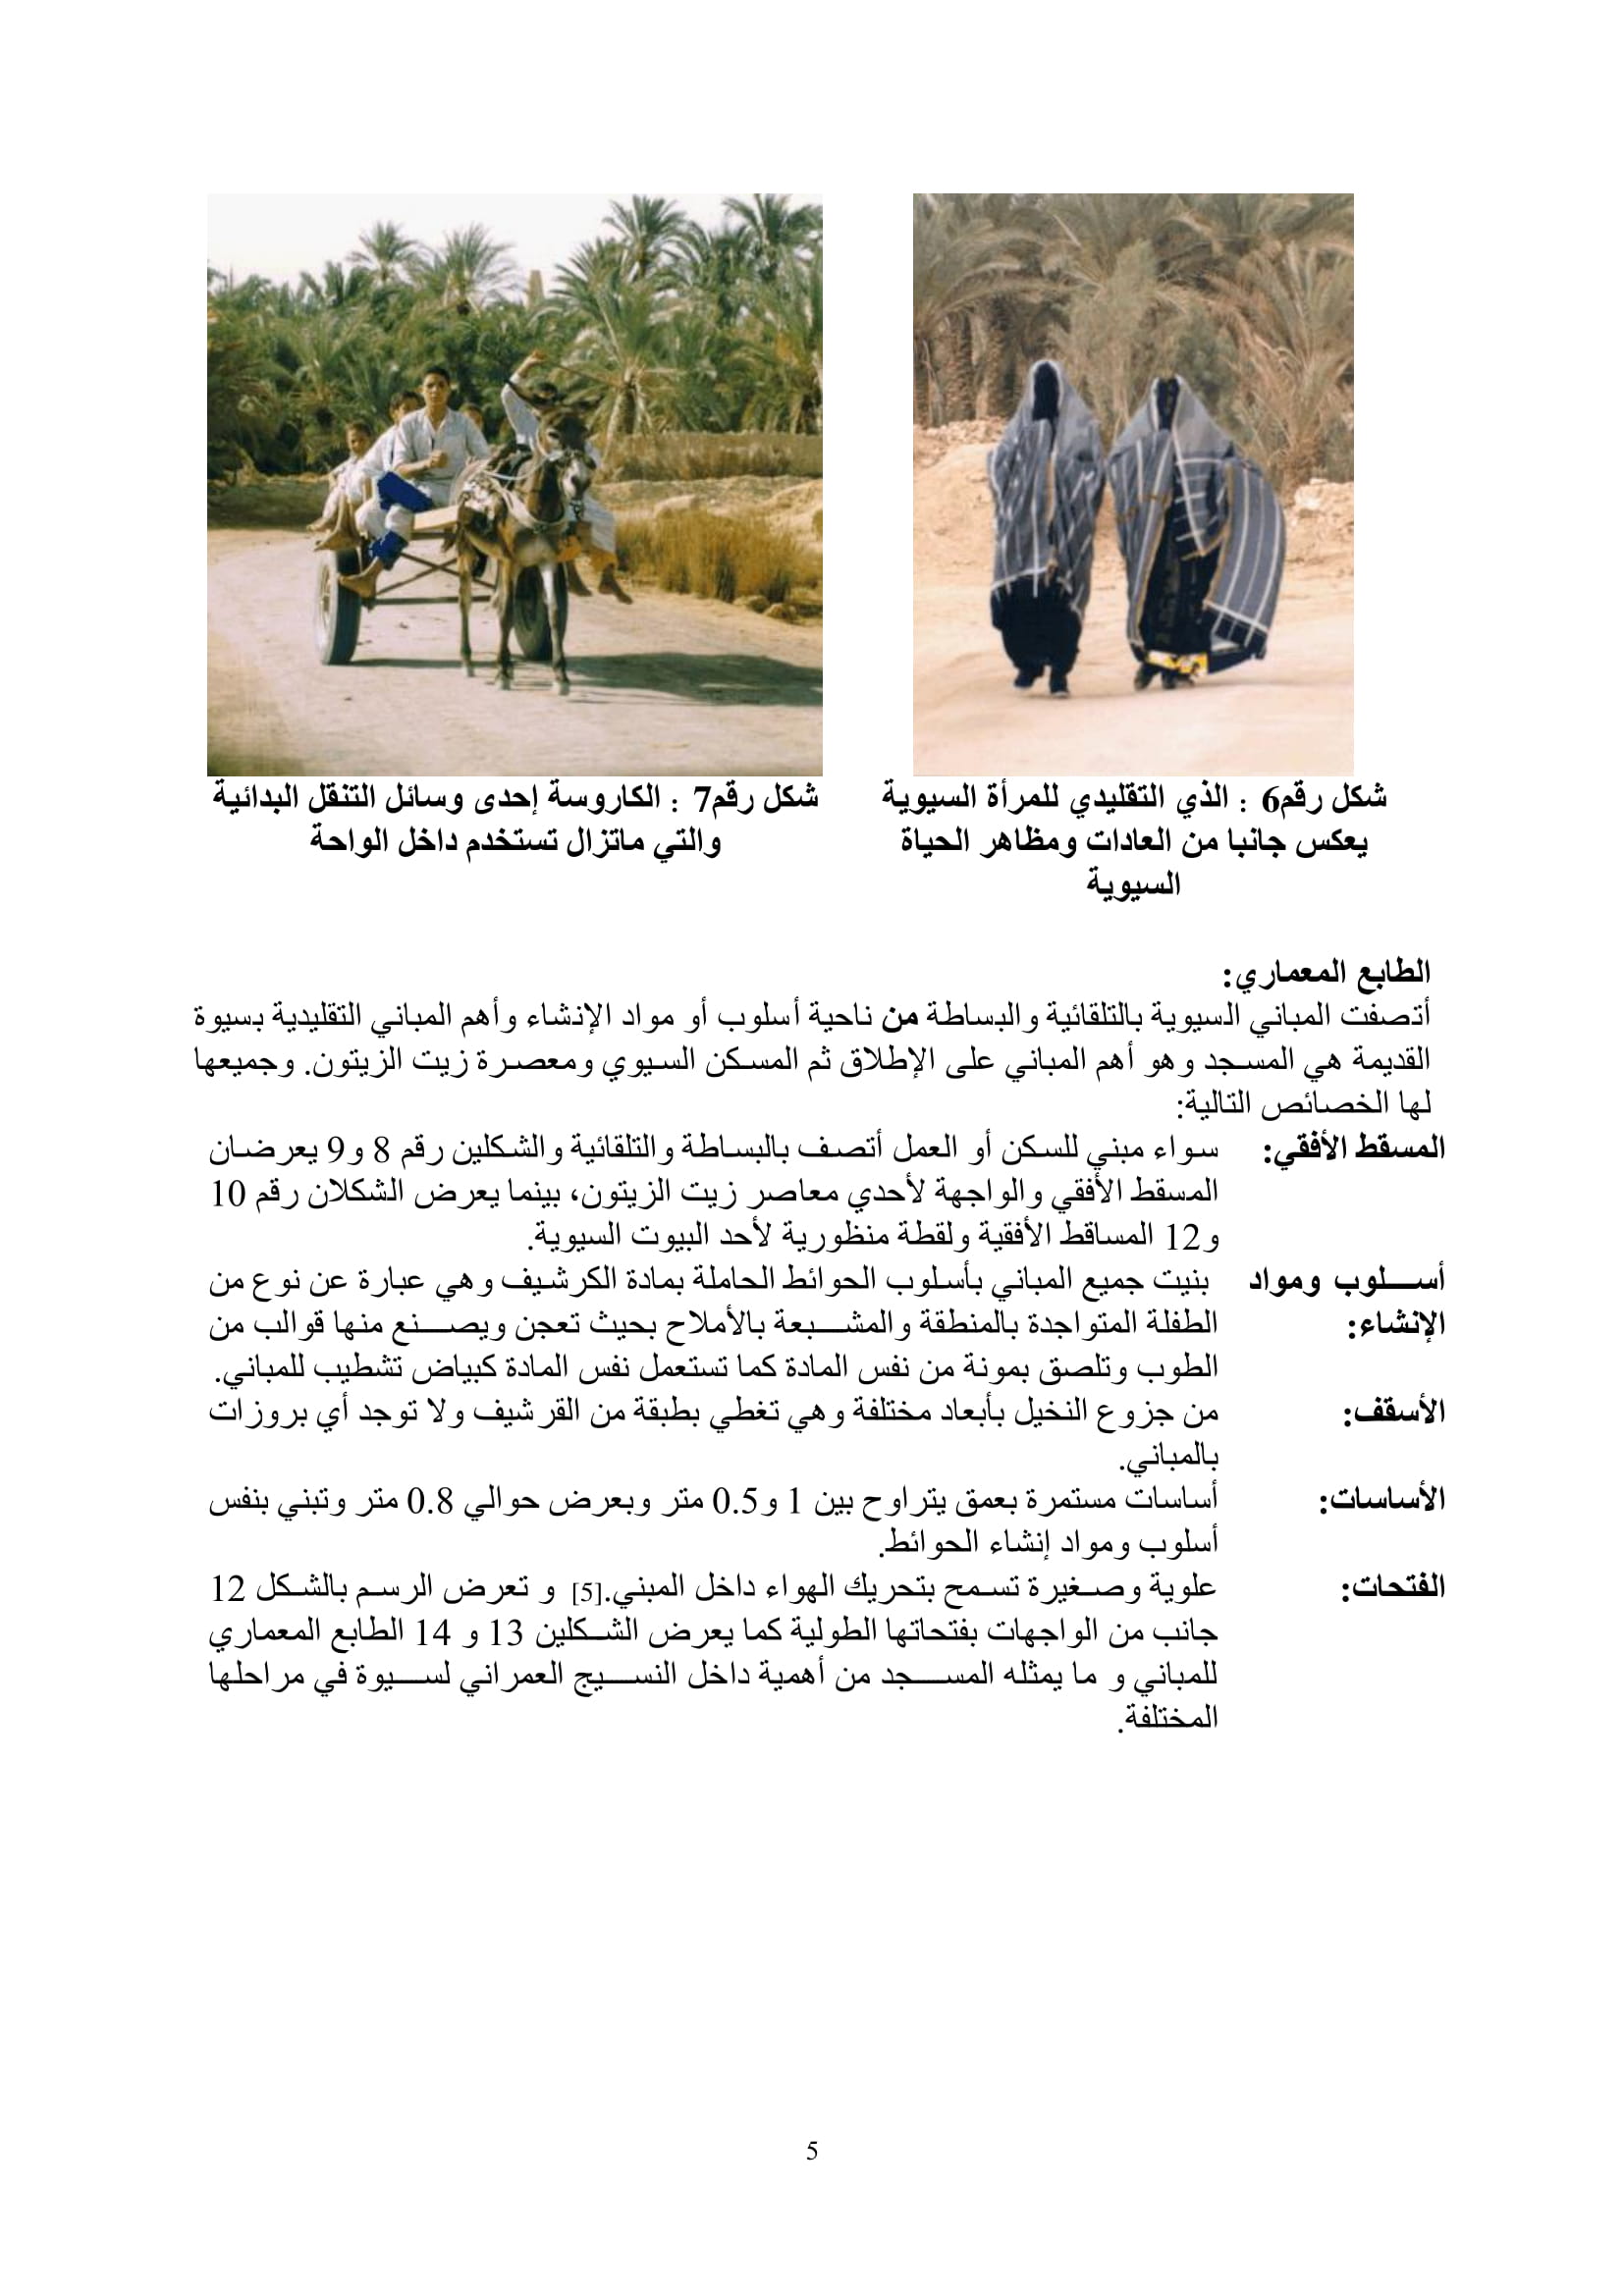 شكل رقم6 : الذي التقليدي للمرأة السيوية
يعكس جانبا من العادات ومظاهر الحياة
السيوية
شكل رقم7 : الكاروسة إحدى وسائل التنقل البدائية
والتي ماتزال تستخدم داخل الواحة
الطابع المعماري:
أتصفت المباني السيوية بالتلقائية والبساطة من ناحية أسلوب أو مواد الإنشاء وأهم المباني التقليدية بسيوة
القديمة هي المسجد وهو أهم المباني على الإطلاق ثم المسكن السيوي ومعصرة زيت الزيتون. وجميعها
لها الخصائص التالية:
المسقط الأفقي: سواء مبني للسكن أو العمل أتصف بالبساطة والتلقائية والشكلين رقم 8 و9 يعرضان
المسقط الأفقي والواجهة لأحدي معاصر زيت الزيتون، بينما يعرض الشكلان رقم 10
و12 المساقط الأفقية ولقطة منظورية لأحد البيوت السيوية.
أسلوب ومواد بنيت جميع المباني بأسلوب الحوائط الحاملة بمادة الكرشيف وهي عبارة عن نوع من
الإنشاء: الطفلة المتواجدة بالمنطقة والمشبعة بالأملاح بحيث تعجن ويصنع منها قوالب من
الطوب وتلصق بمونة من نفس المادة كما تستعمل نفس المادة كبياض تشطيب للمباني.
الأسقف: من جزوع النخيل بأبعاد مختلفة وهي تغطي بطبقة من القرشيف ولا توجد أي بروزات
بالمباني.
الأساسات: أساسات مستمرة بعمق يتراوح بين 1 و0.5 متر وبعرض حوالي 0.8 متر وتبني بنفس
أسلوب ومواد إنشاء الحوائط.
الفتحات: علوية وصغيرة تسمح بتحريك الهواء داخل المبني.[5] و تعرض الرسم بالشكل 12
جانب من الواجهات بفتحاتها الطولية كما يعرض الشكلين 13 و 14 الطابع المعماري
للمباني و ما يمثله المسجد من أهمية داخل النسيج العمراني لسيوة في مراحلها
المختلفة.
5